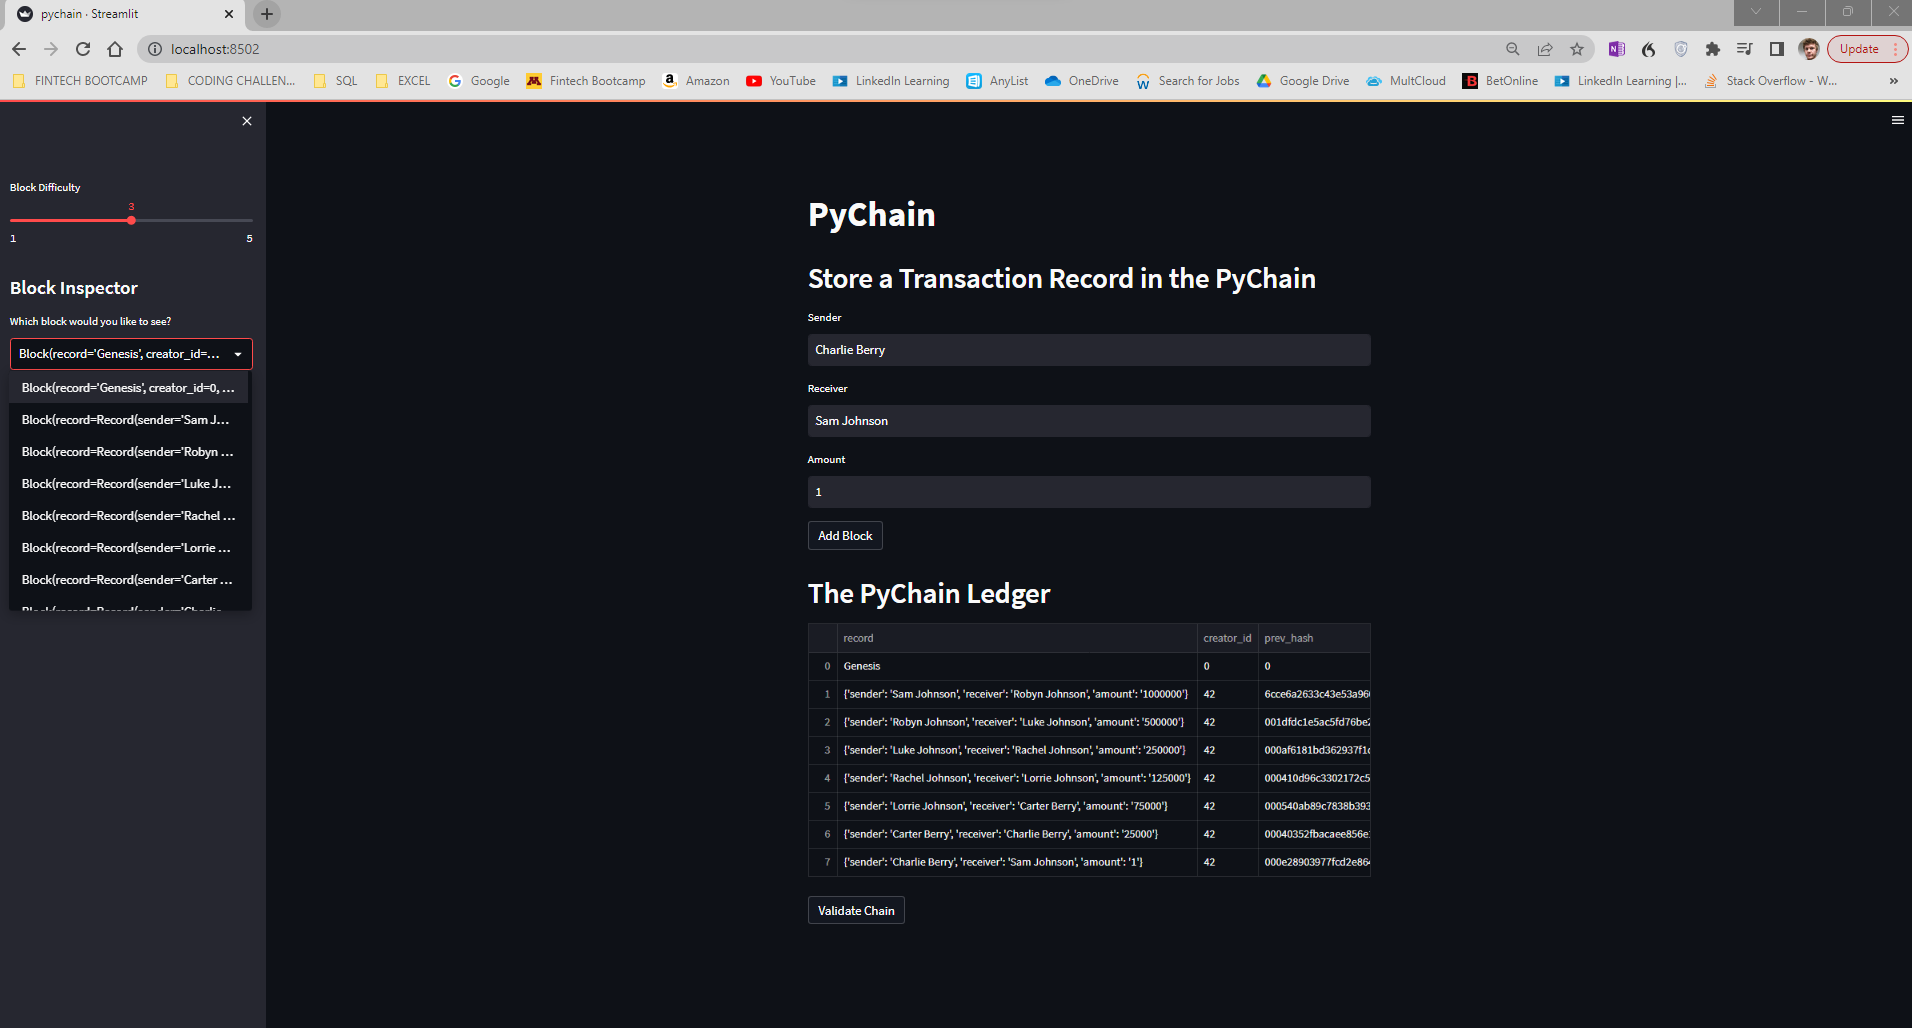 pychain · Streamlit
localhost:8502
Update
FINTECH BOOTCAMP CODING CHALLEN... SQL EXCEL Google Fintech Bootcamp Amazon YouTube LinkedIn Learning AnyList OneDrive Search for Jobs Google Drive MultCloud BetOnline LinkedIn Learning |... Stack Overflow - W... »
Block Difficulty
3
1 5
Block Inspector
Which block would you like to see?
Block(record='Genesis', creator_id=...
Block(record='Genesis', creator_id=0, ...
Block(record=Record(sender='Sam J...
Block(record=Record(sender='Robyn ...
Block(record=Record(sender='Luke J...
Block(record=Record(sender='Rachel ...
Block(record=Record(sender='Lorrie ...
Block(record=Record(sender='Carter ...
Block(record=Record(sender='Charlie
PyChain
Store a Transaction Record in the PyChain
Sender
Charlie Berry
Receiver
Sam Johnson
Amount
1
Add Block
The PyChain Ledger
record creator_id prev_hash
0 Genesis 0 0
1 {'sender': 'Sam Johnson', 'receiver': 'Robyn Johnson', 'amount': '1000000'} 42 6cce6a2633c43e53a96
2 {'sender': 'Robyn Johnson', 'receiver': 'Luke Johnson', 'amount': '500000'} 42 001dfdc1e5ac5fd76be2
3 {'sender': 'Luke Johnson', 'receiver': 'Rachel Johnson', 'amount': '250000'} 42 000af6181bd362937f1
4 {'sender': 'Rachel Johnson', 'receiver': 'Lorrie Johnson', 'amount': '125000'} 42 000410d96c3302172c5
5 {'sender': 'Lorrie Johnson', 'receiver': 'Carter Berry', 'amount': '75000'} 42 000540ab89c7838b393
6 {'sender': 'Carter Berry', 'receiver': 'Charlie Berry', 'amount': '25000'} 42 00040352fbacaee856e
7 {'sender': 'Charlie Berry', 'receiver': 'Sam Johnson', 'amount': '1'} 42 000e28903977fcd2e864
Validate Chain